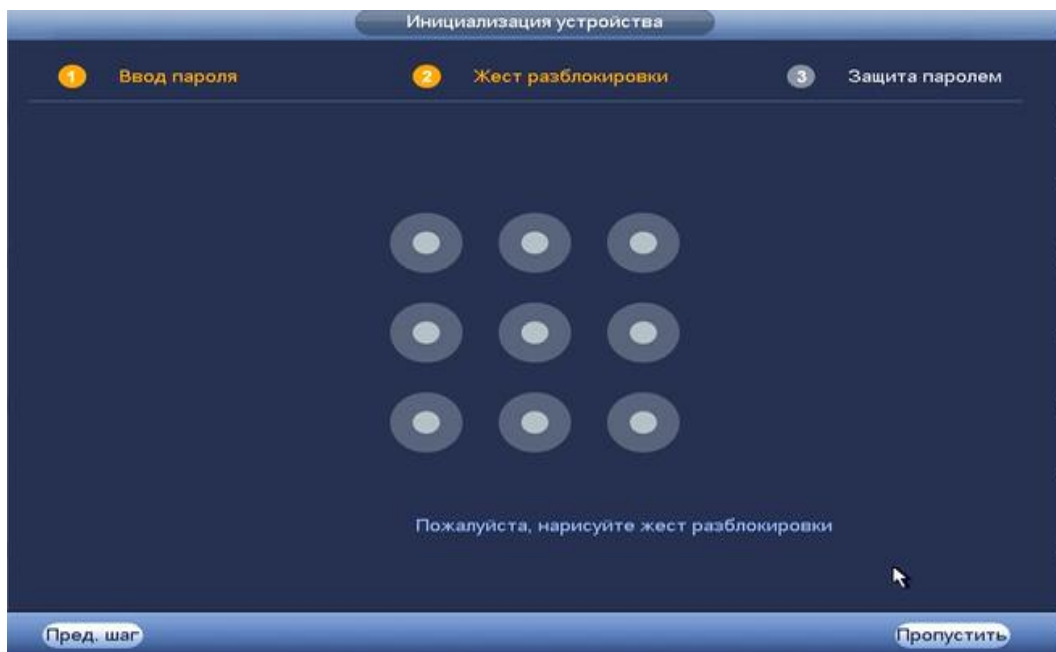 Инициализация устройства
1 Ввод пароля 2 Жест разблокировки 3 Защита паролем
Пожалуйста, нарисуйте жест разблокировки
Пред. шаг Пропустить